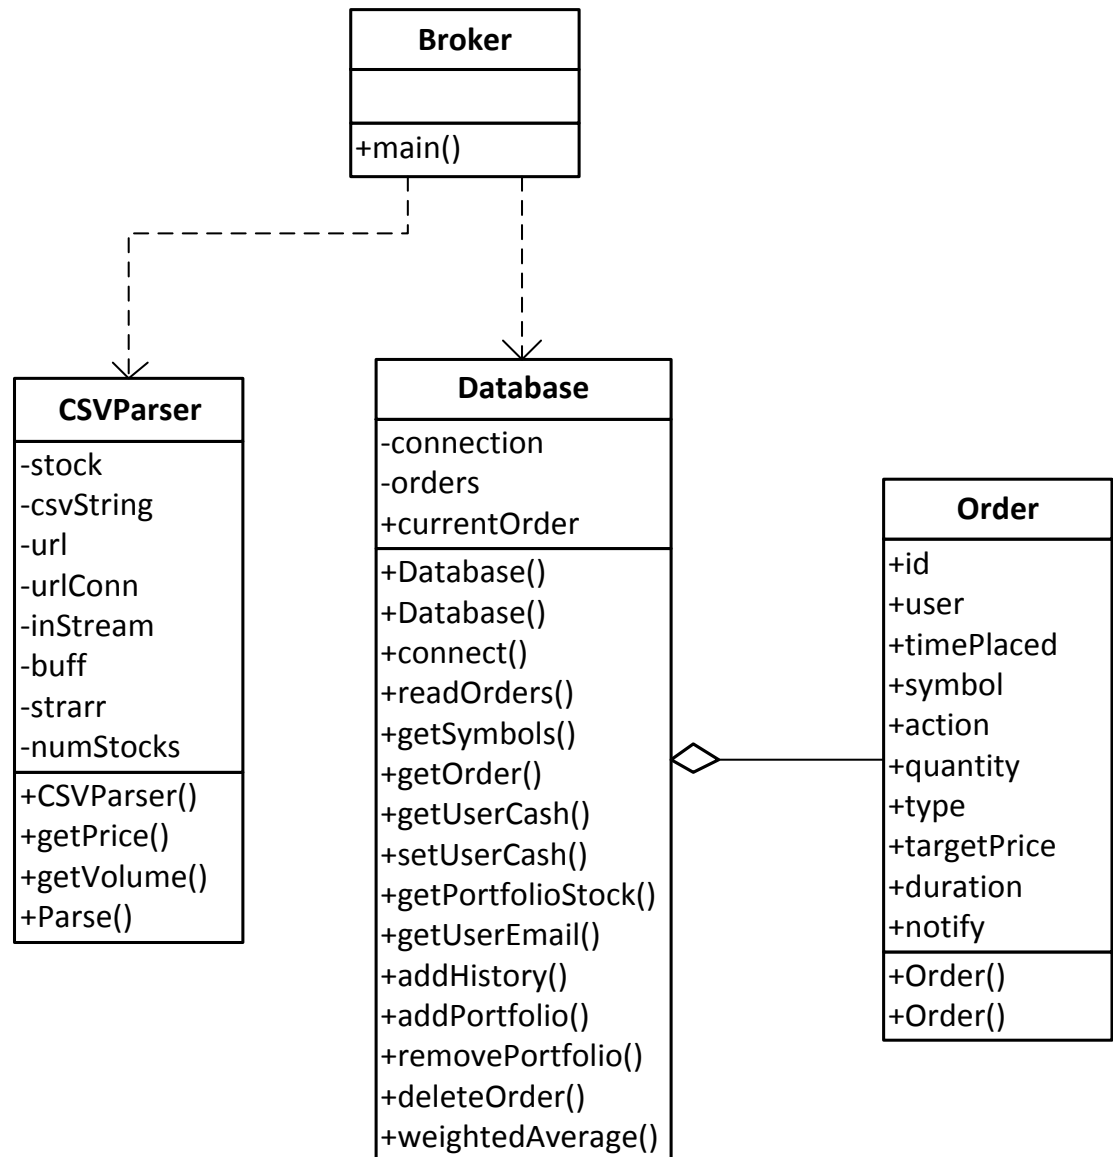 Broker
+main()
CSVParser
-stock
-csvString
-url
-urlConn
-inStream
-buff
-strarr
-numStocks
+CSVParser()
+getPrice()
+getVolume()
+Parse()
Database
-connection
-orders
+currentOrder
+Database()
+Database()
+connect()
+readOrders()
+getSymbols()
+getOrder()
+getUserCash()
+setUserCash()
+getPortfolioStock()
+getUserEmail()
+addHistory()
+addPortfolio()
+removePortfolio()
+deleteOrder()
+weightedAverage()
Order
+id
+user
+timePlaced
+symbol
+action
+quantity
+type
+targetPrice
+duration
+notify
+Order()
+Order()